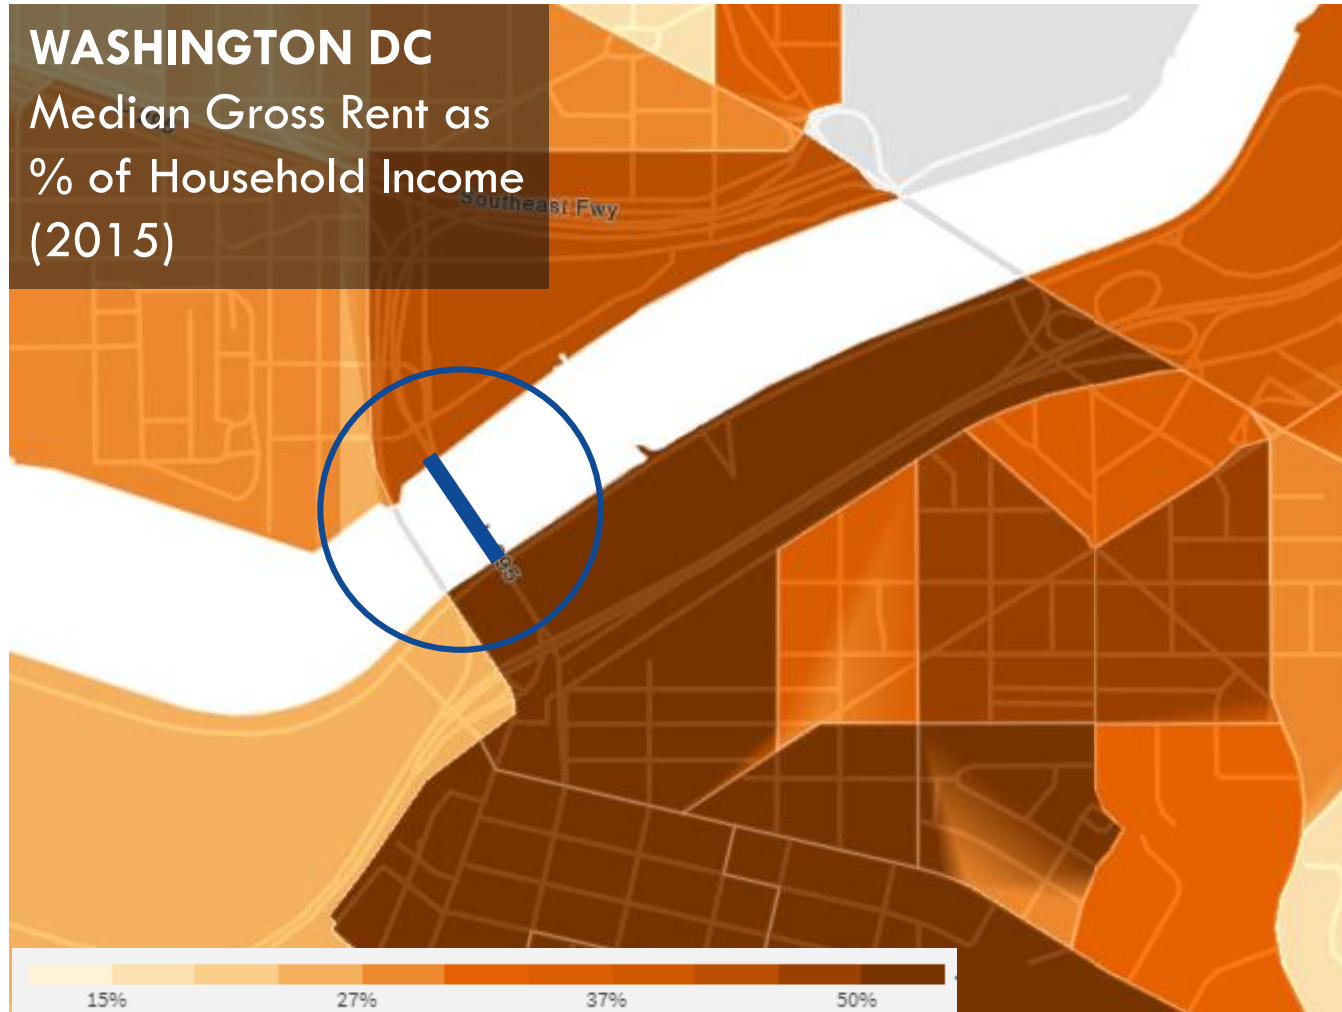 WASHINGTON DC
Median Gross Rent as
% of Household Income
(2015)
Southeast Fwy
15%
27%
37%
50%